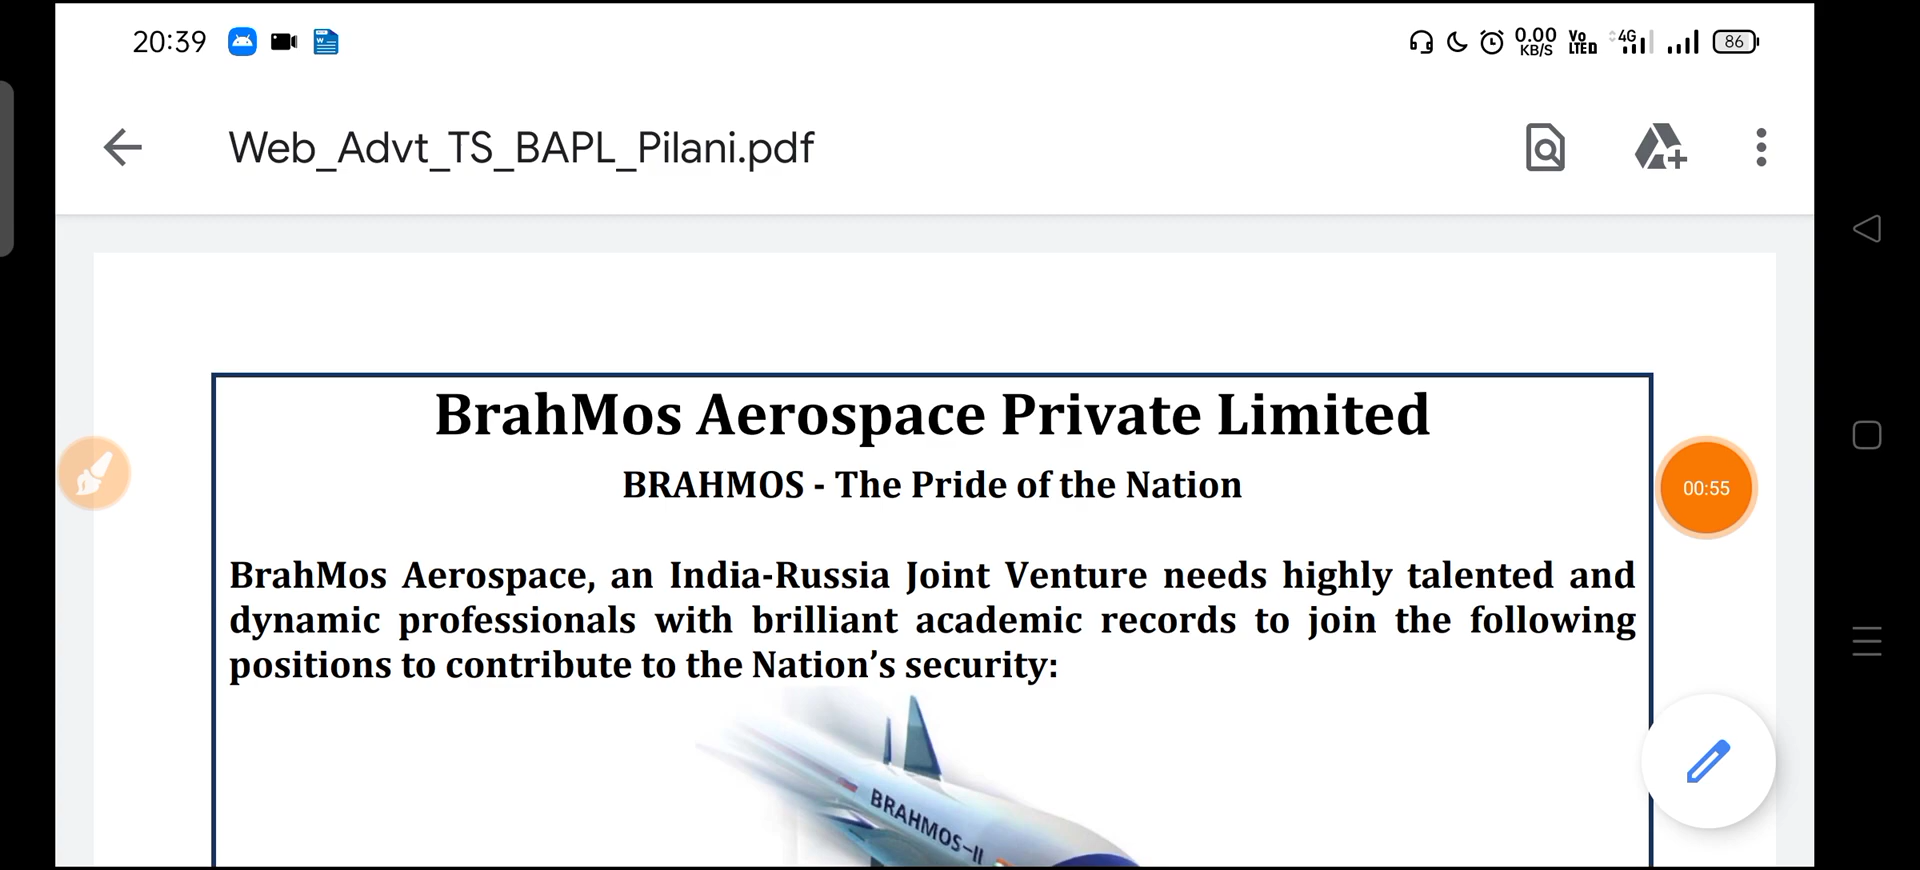 20:39
0.00 KB/S Vo LTE 4G 86
Web_Advt_TS_BAPL_Pilani.pdf
BrahMos Aerospace Private Limited
BRAHMOS - The Pride of the Nation
BrahMos Aerospace, an India-Russia Joint Venture needs highly talented and
dynamic professionals with brilliant academic records to join the following
positions to contribute to the Nation’s security:
00:55
BRAHMOS-II